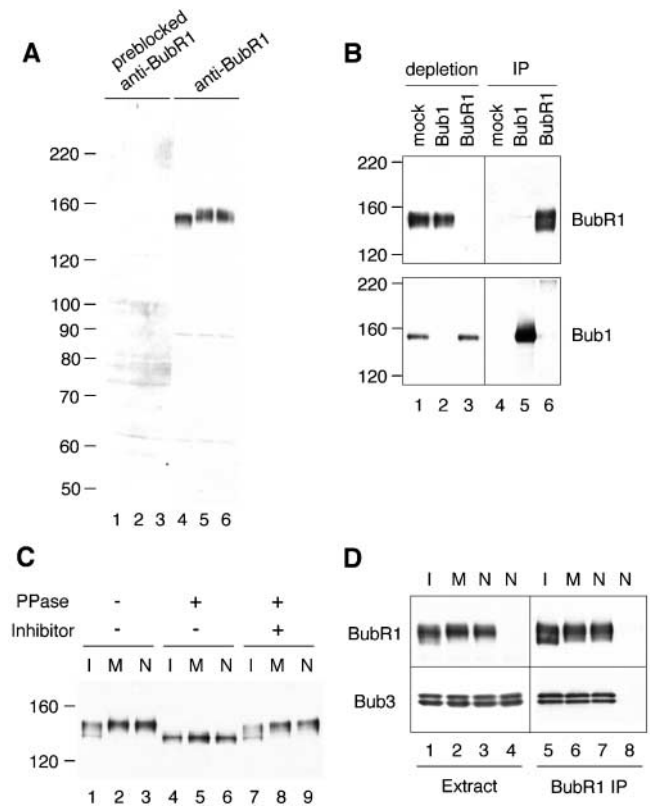 A
preblocked
anti-BubR1
anti-BubR1
220
160
120
100
90
80
70
60
50
1 2 3 4 5 6
B
depletion IP
mock Bub1 BubR1 mock Bub1 BubR1
220
160
120
BubR1
220
160
120
Bub1
1 2 3 4 5 6
C
PPase - + +
Inhibitor - - +
I M N I M N I M N
160
120
1 2 3 4 5 6 7 8 9
D
I M N N I M N N
BubR1
Bub3
1 2 3 4 5 6 7 8
Extract BubR1 IP